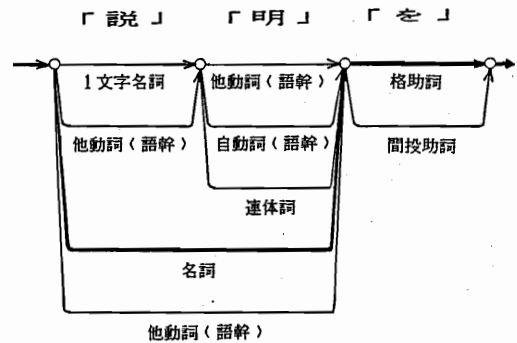 「説」 「明」 「を」
1文字名詞 他動詞(語幹) 格助詞
他動詞(語幹) 自動詞(語幹) 間投助詞
連体詞
名詞
他動詞(語幹)